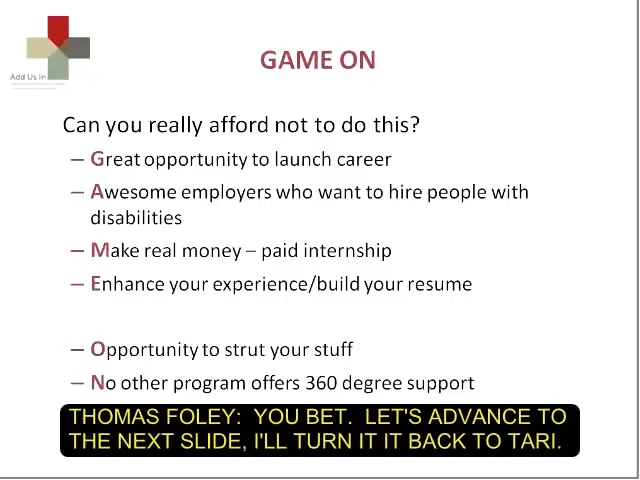 Add Us In
GAME ON
Can you really afford not to do this?
– Great opportunity to launch career
– Awesome employers who want to hire people with
disabilities
– Make real money – paid internship
– Enhance your experience/build your resume
– Opportunity to strut your stuff
– No other program offers 360 degree support
THOMAS FOLEY: YOU BET. LET'S ADVANCE TO
THE NEXT SLIDE, I'LL TURN IT IT BACK TO TARI.